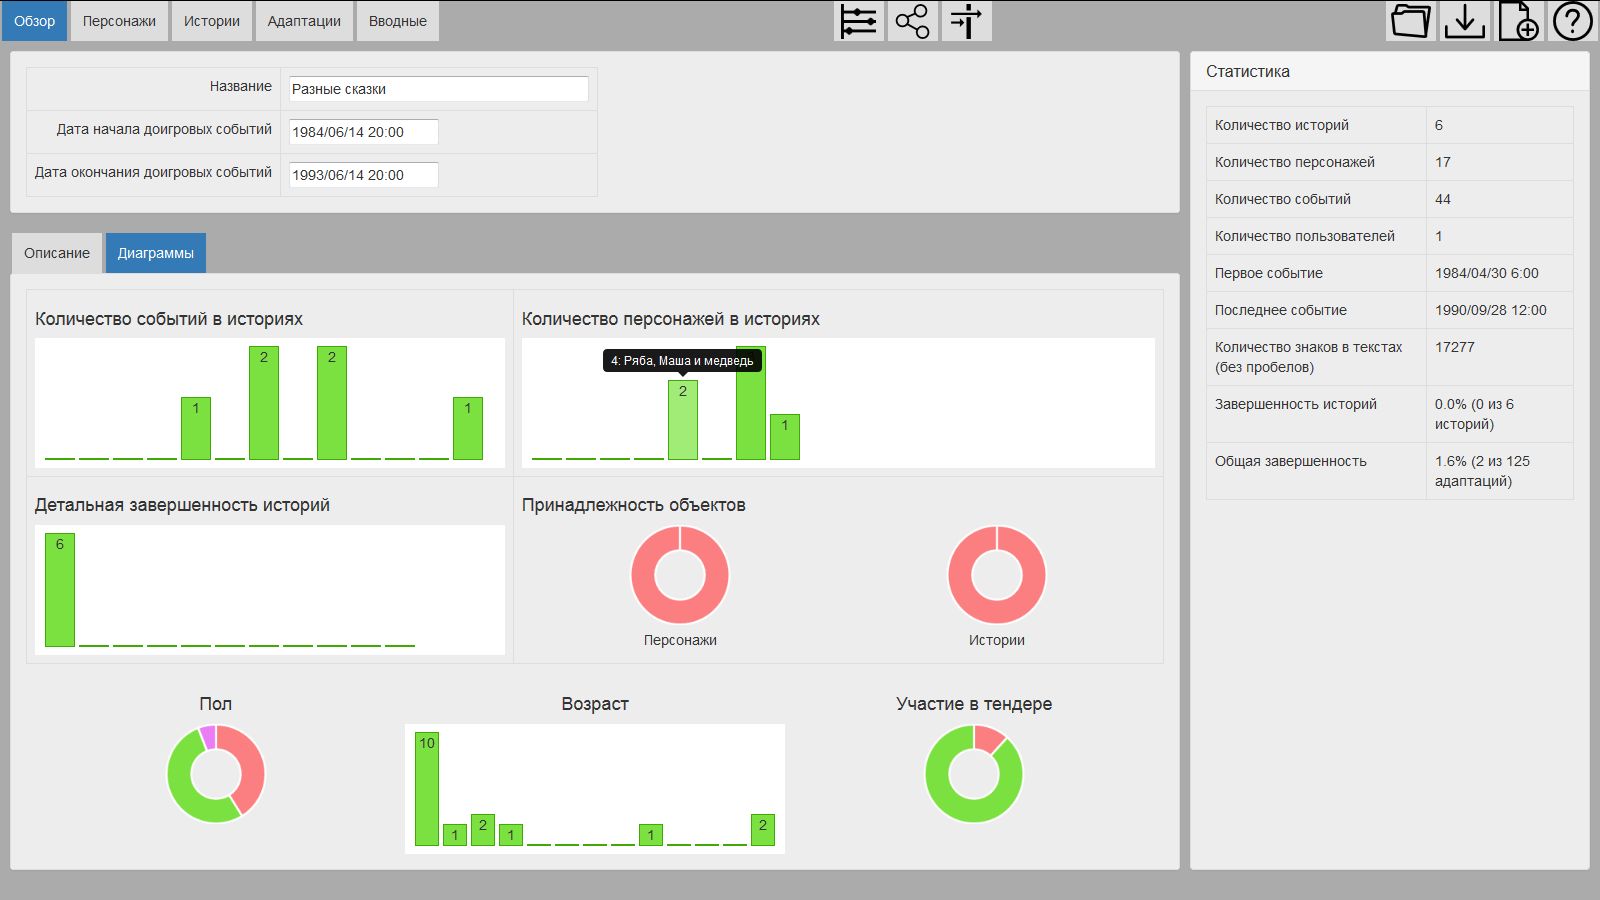 Обзор Персонажи Истории Адаптации Вводные
Название Разные сказки
Дата начала доигровых событий 1984/06/14 20:00
Дата окончания доигровых событий 1993/06/14 20:00
Описание Диаграммы
Количество событий в историях
1 2 2 1
Количество персонажей в историях
4: Ряба, Маша и медведь
2 1
Детальная завершенность историй
6
Принадлежность объектов
Персонажи Истории
Пол
Возраст
10 1 2 1 1 2
Участие в тендере
Статистика
Количество историй 6
Количество персонажей 17
Количество событий 44
Количество пользователей 1
Первое событие 1984/04/30 6:00
Последнее событие 1990/09/28 12:00
Количество знаков в текстах 17277
(без пробелов)
Завершенность историй 0.0% (0 из 6
историй)
Общая завершенность 1.6% (2 из 125
адаптаций)